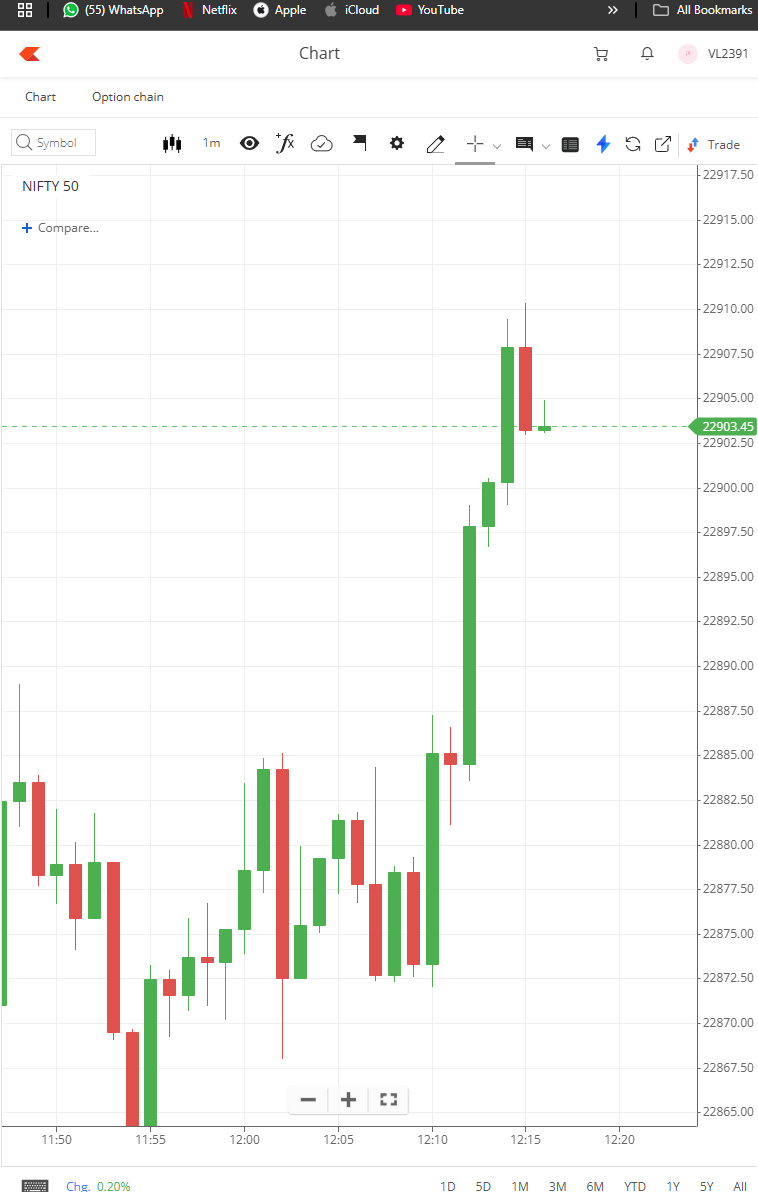 (55) WhatsApp Netflix Apple iCloud YouTube » All Bookmarks
Chart VL2391
Chart Option chain
Symbol 1m Trade
NIFTY 50
+ Compare...
22917.50
22915.00
22912.50
22910.00
22907.50
22905.00
22903.45
22902.50
22900.00
22897.50
22895.00
22892.50
22890.00
22887.50
22885.00
22882.50
22880.00
22877.50
22875.00
22872.50
22870.00
22867.50
22865.00
11:50 11:55 12:00 12:05 12:10 12:15 12:20
Chg. 0.20% 1D 5D 1M 3M 6M YTD 1Y 5Y All